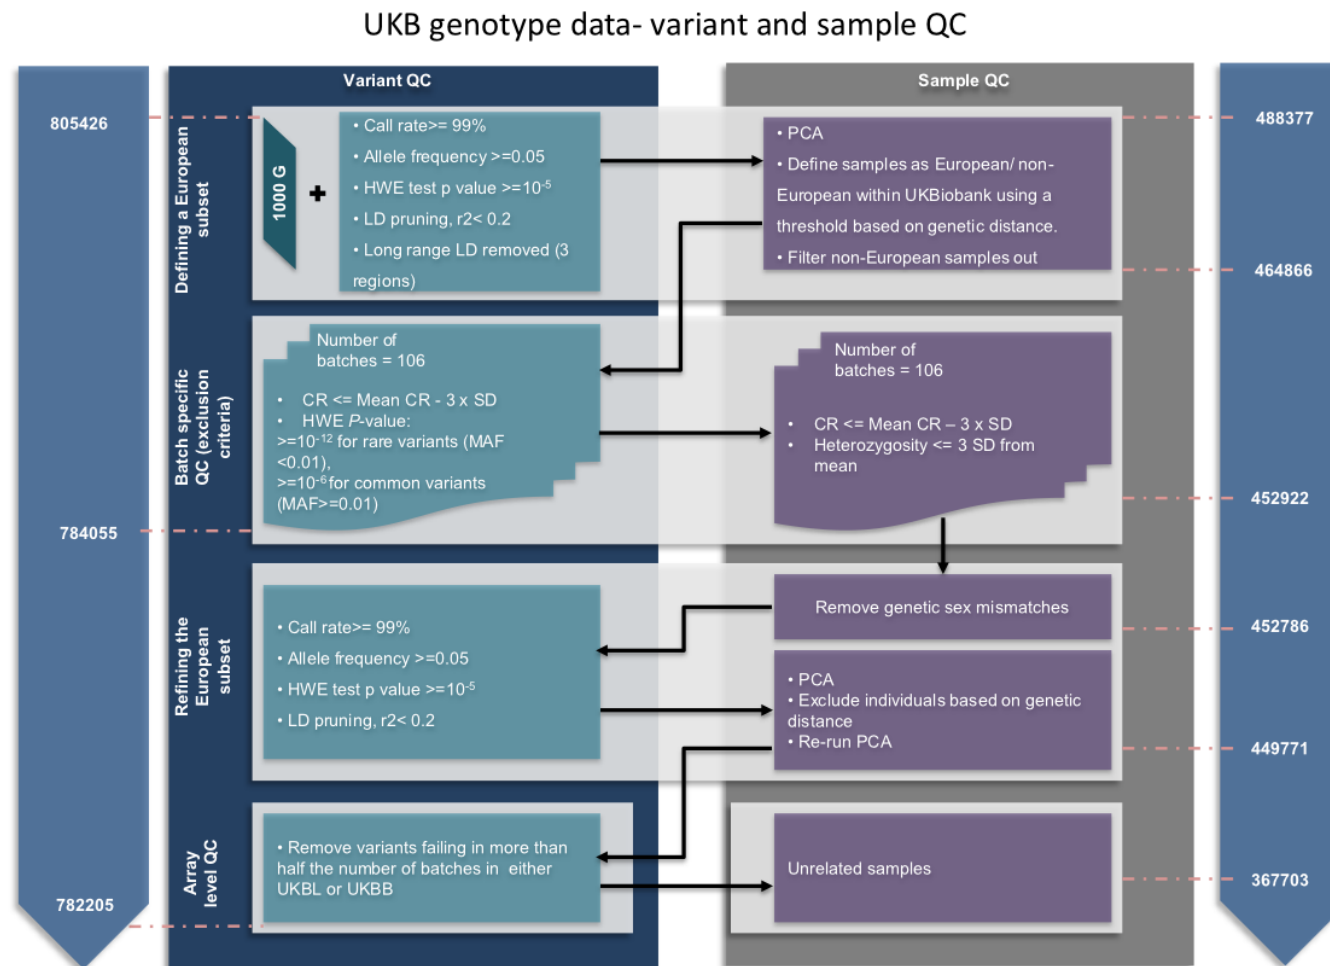 UKB genotype data- variant and sample QC
Variant QC
Sample QC
805426
784055
782205
Defining a European
subset
1000 G
+
• Call rate>= 99%
• Allele frequency >=0.05
• HWE test p value >=10⁻⁵
• LD pruning, r2< 0.2
• Long range LD removed (3
regions)
• PCA
• Define samples as European/ non-
European within UKBiobank using a
threshold based on genetic distance.
• Filter non-European samples out
Batch specific
QC (exclusion
criteria)
Number of
batches = 106
• CR <= Mean CR - 3 x SD
• HWE P-value:
>=10⁻¹² for rare variants (MAF
<0.01),
>=10⁻⁶ for common variants
(MAF>=0.01)
Number of
batches = 106
• CR <= Mean CR – 3 x SD
• Heterozygosity <= 3 SD from
mean
Refining the
European
subset
• Call rate>= 99%
• Allele frequency >=0.05
• HWE test p value >=10⁻⁵
• LD pruning, r2< 0.2
Remove genetic sex mismatches
• PCA
• Exclude individuals based on genetic
distance
• Re-run PCA
Array
level QC
• Remove variants failing in more than
half the number of batches in either
UKBL or UKBB
Unrelated samples
488377
464866
452922
452786
449771
367703